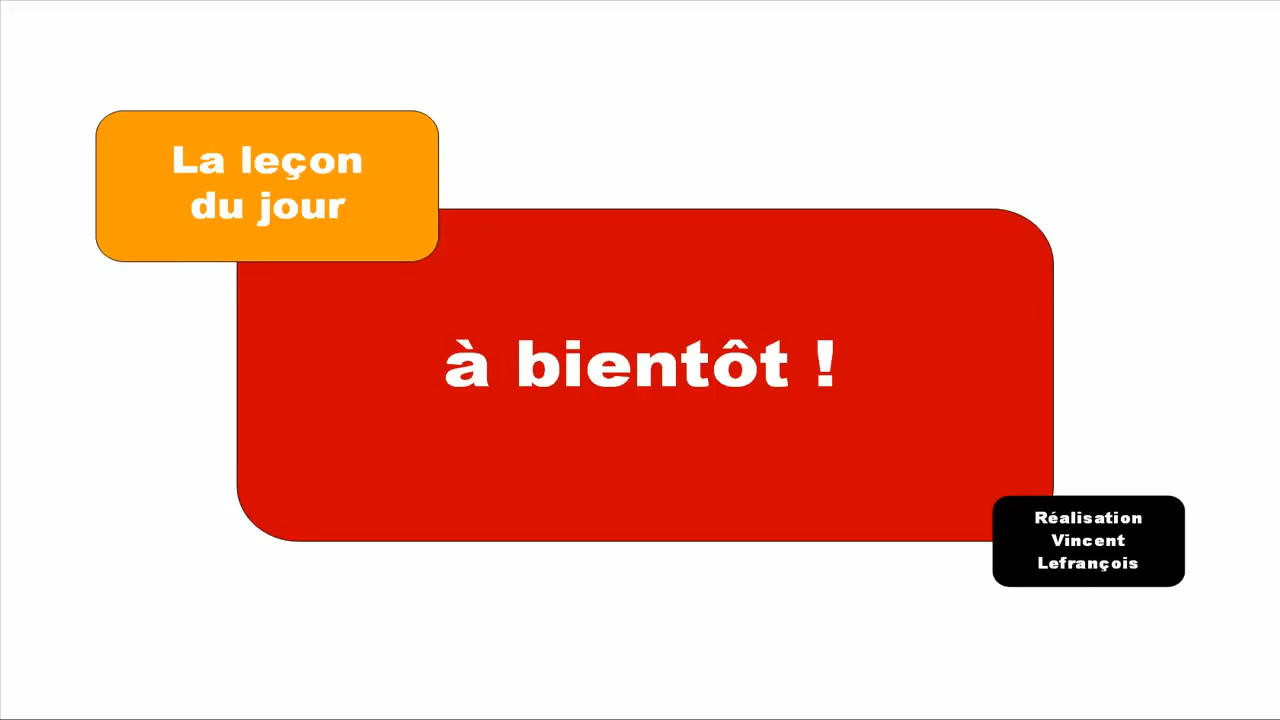 La leçon
du jour
à bientôt !
Réalisation
Vincent
Lefrançois